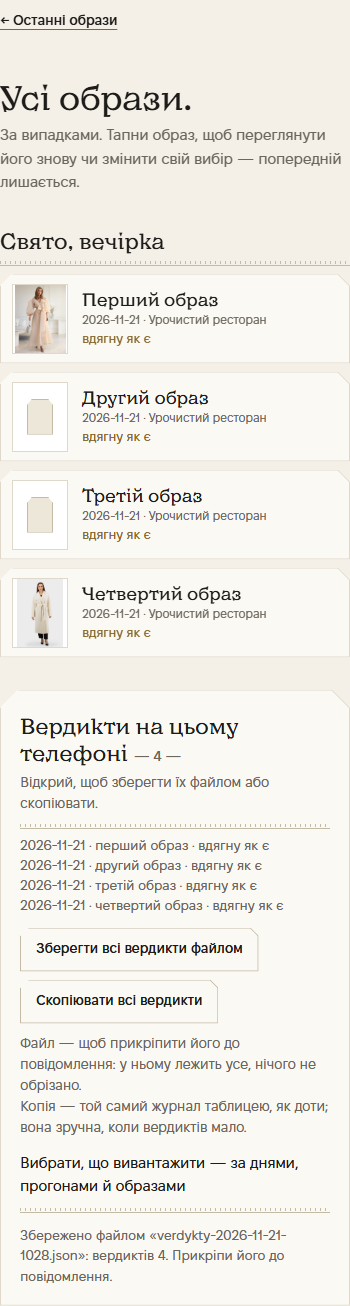 ← Останні образи
Усі образи.
За випадками. Тапни образ, щоб переглянути
його знову чи змінити свій вибір — попередній
лишається.
Свято, вечірка
Перший образ
2026-11-21 · Урочистий ресторан
вдягну як є
Другий образ
2026-11-21 · Урочистий ресторан
вдягну як є
Третій образ
2026-11-21 · Урочистий ресторан
вдягну як є
Четвертий образ
2026-11-21 · Урочистий ресторан
вдягну як є
Вердикти на цьому
телефоні — 4 —
Відкрий, щоб зберегти їх файлом або
скопіювати.
2026-11-21 · перший образ · вдягну як є
2026-11-21 · другий образ · вдягну як є
2026-11-21 · третій образ · вдягну як є
2026-11-21 · четвертий образ · вдягну як є
Зберегти всі вердикти файлом
Скопіювати всі вердикти
Файл — щоб прикріпити його до
повідомлення: у ньому лежить усе, нічого не
обрізано.
Копія — той самий журнал таблицею, як доти;
вона зручна, коли вердиктів мало.
Вибрати, що вивантажити — за днями,
прогонами й образами
Збережено файлом «verdykty-2026-11-21-
1028.json»: вердиктів 4. Прикріпи його до
повідомлення.